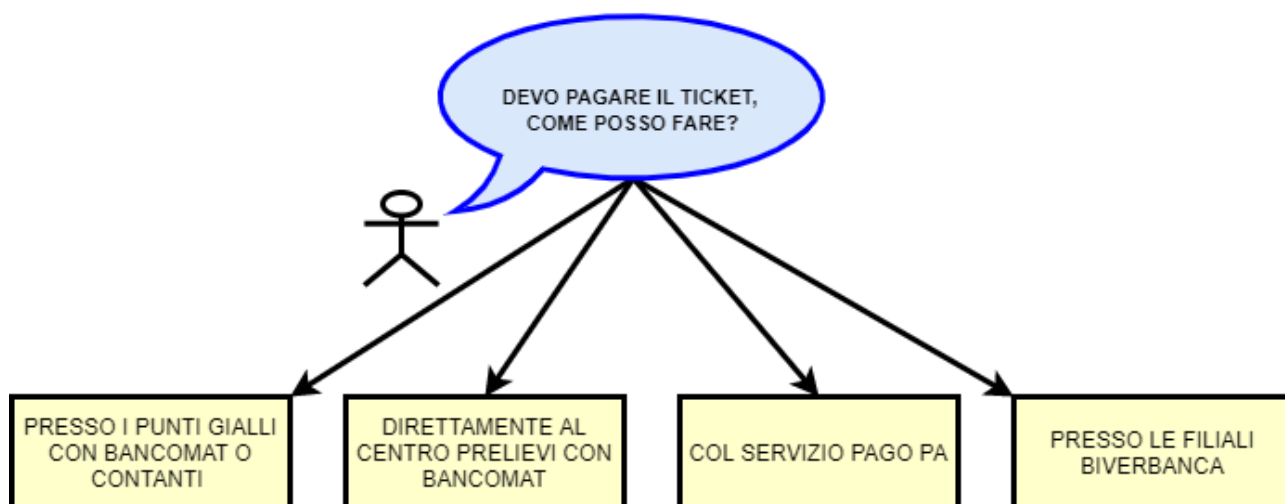 DEVO PAGARE IL TICKET,
COME POSSO FARE?
PRESSO I PUNTI GIALLI
CON BANCOMAT O
CONTANTI
DIRETTAMENTE AL
CENTRO PRELIEVI CON
BANCOMAT
COL SERVIZIO PAGO PA
PRESSO LE FILIALI
BIVERBANCA